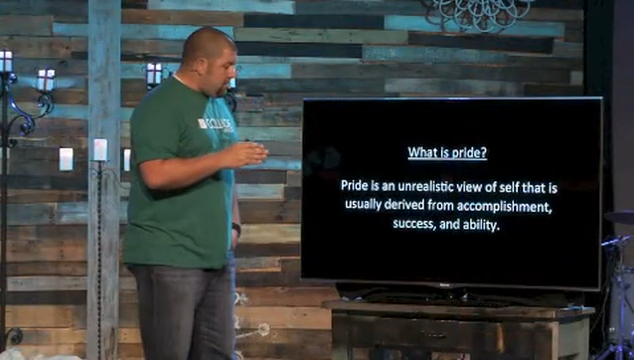 COLLIDE
What is pride?
Pride is an unrealistic view of self that is
usually derived from accomplishment,
success, and ability.